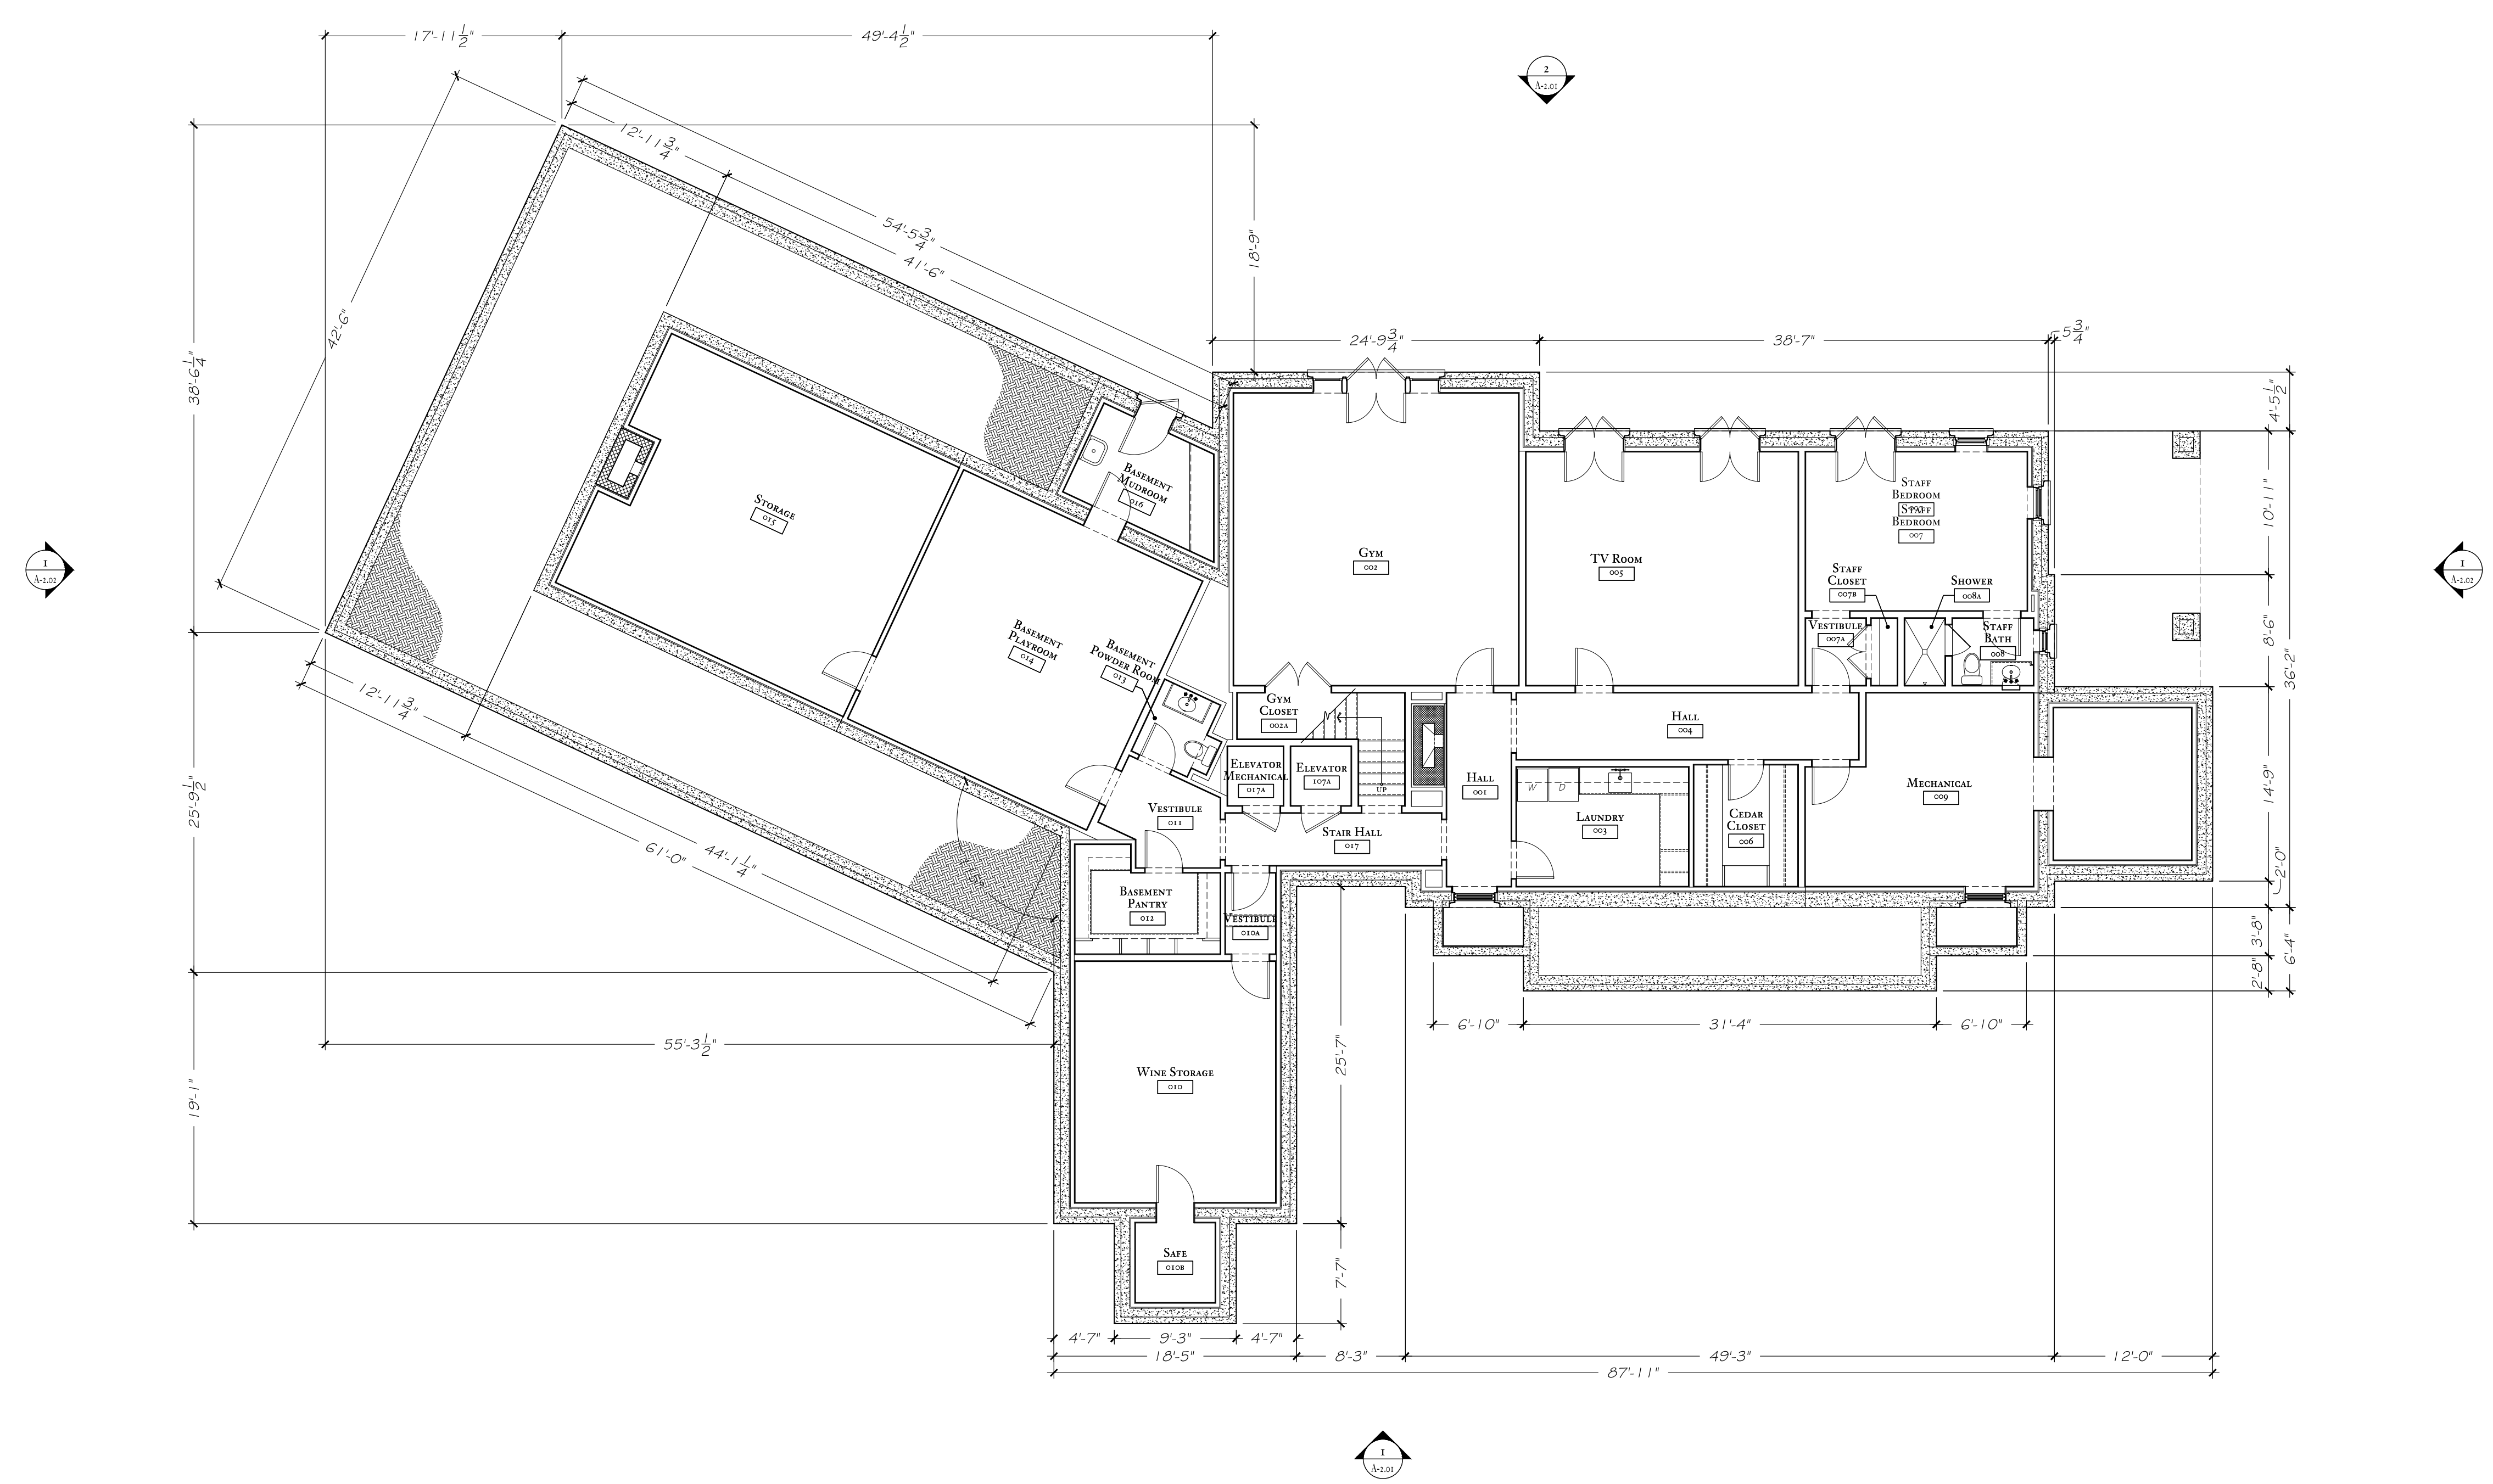 17'-11 1/2"
49'-4 1/2"
2
A-2.01
12'-11 3/4"
54'-5 3/4"
41'-6"
18'-9"
42'-6"
38'-6 1/4"
24'-9 3/4"
38'-7"
5 3/4"
4'-5 1/2"
10'-11"
8'-6"
36'-2"
14'-9"
2'-0"
3'-8"
6'-4"
2'-8"
1
A-2.02
1
A-2.02
STORAGE
015
BASEMENT
MUDROOM
016
BASEMENT
PLAYROOM
014
BASEMENT
POWDER ROOM
013
GYM
002
TV ROOM
005
STAFF
BEDROOM
STAFF
BEDROOM
007
STAFF
CLOSET
007B
SHOWER
008A
VESTIBULE
007A
STAFF
BATH
008
GYM
CLOSET
002A
HALL
004
ELEVATOR
MECHANICAL
017A
ELEVATOR
107A
UP
HALL
001
W
D
LAUNDRY
003
CEDAR
CLOSET
006
MECHANICAL
009
VESTIBULE
011
STAIR HALL
017
BASEMENT
PANTRY
012
VESTIBULE
010A
WINE STORAGE
010
SAFE
010B
12'-11 3/4"
44'-1 1/4"
61'-0"
25'-9 1/2"
55'-3 1/2"
19'-1"
25'-7"
7'-7"
6'-10"
31'-4"
6'-10"
4'-7"
9'-3"
4'-7"
18'-5"
8'-3"
49'-3"
12'-0"
87'-11"
1
A-2.01